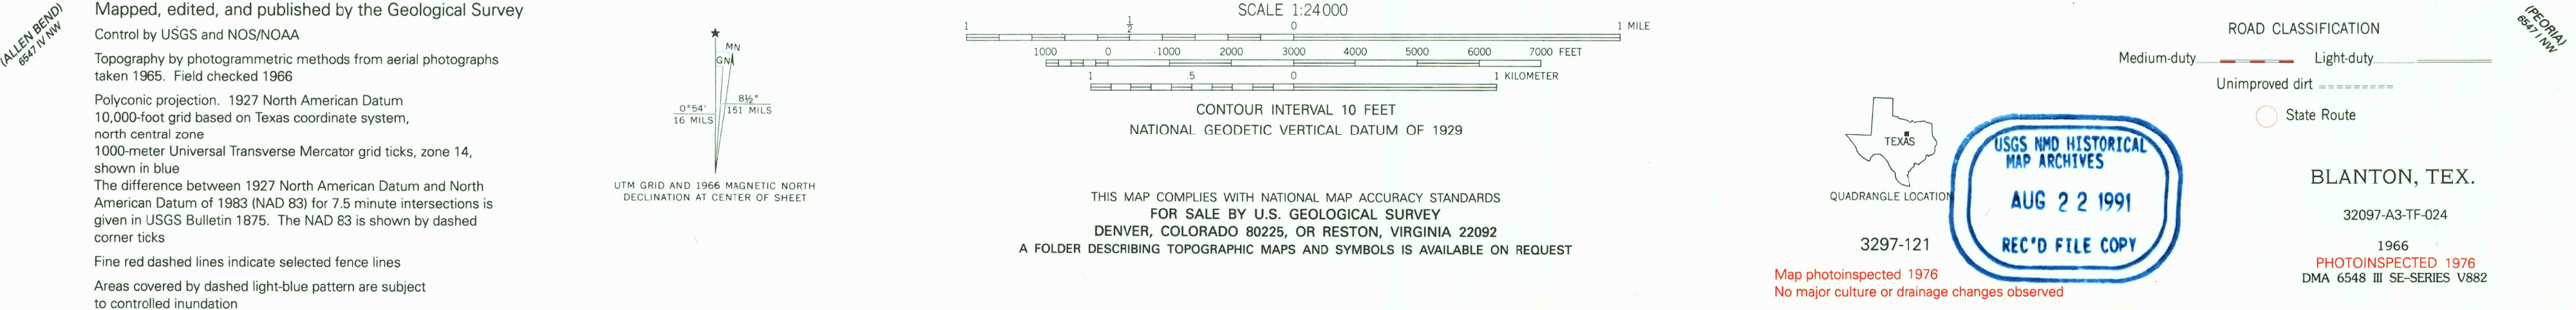 (ALLEN BEND)
6547 IV NW
Mapped, edited, and published by the Geological Survey
Control by USGS and NOS/NOAA
Topography by photogrammetric methods from aerial photographs
taken 1965. Field checked 1966
Polyconic projection. 1927 North American Datum
10,000-foot grid based on Texas coordinate system,
north central zone
1000-meter Universal Transverse Mercator grid ticks, zone 14,
shown in blue
The difference between 1927 North American Datum and North
American Datum of 1983 (NAD 83) for 7.5 minute intersections is
given in USGS Bulletin 1875. The NAD 83 is shown by dashed
corner ticks
Fine red dashed lines indicate selected fence lines
Areas covered by dashed light-blue pattern are subject
to controlled inundation
MN
GN
0°54'
16 MILS
8½°
151 MILS
UTM GRID AND 1966 MAGNETIC NORTH
DECLINATION AT CENTER OF SHEET
SCALE 1:24 000
1 ½ 0 1 MILE
1000 0 1000 2000 3000 4000 5000 6000 7000 FEET
1 .5 0 1 KILOMETER
CONTOUR INTERVAL 10 FEET
NATIONAL GEODETIC VERTICAL DATUM OF 1929
THIS MAP COMPLIES WITH NATIONAL MAP ACCURACY STANDARDS
FOR SALE BY U.S. GEOLOGICAL SURVEY
DENVER, COLORADO 80225, OR RESTON, VIRGINIA 22092
A FOLDER DESCRIBING TOPOGRAPHIC MAPS AND SYMBOLS IS AVAILABLE ON REQUEST
TEXAS
QUADRANGLE LOCATION
3297-121
Map photoinspected 1976
No major culture or drainage changes observed
USGS NMD HISTORICAL
MAP ARCHIVES
AUG 22 1991
REC'D FILE COPY
ROAD CLASSIFICATION
Medium-duty Light-duty
Unimproved dirt
State Route
BLANTON, TEX.
32097-A3-TF-024
1966
PHOTOINSPECTED 1976
DMA 6548 III SE-SERIES V882
(PEORIA)
6547 I NW